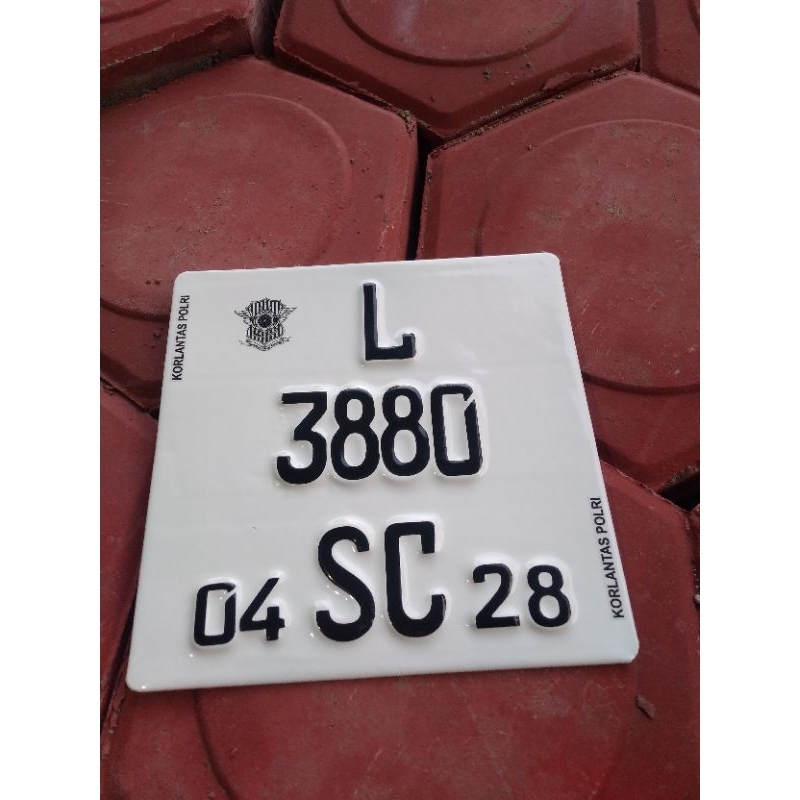 L
3880
04 SC 28
KORLANTAS POLRI
KORLANTAS POLRI